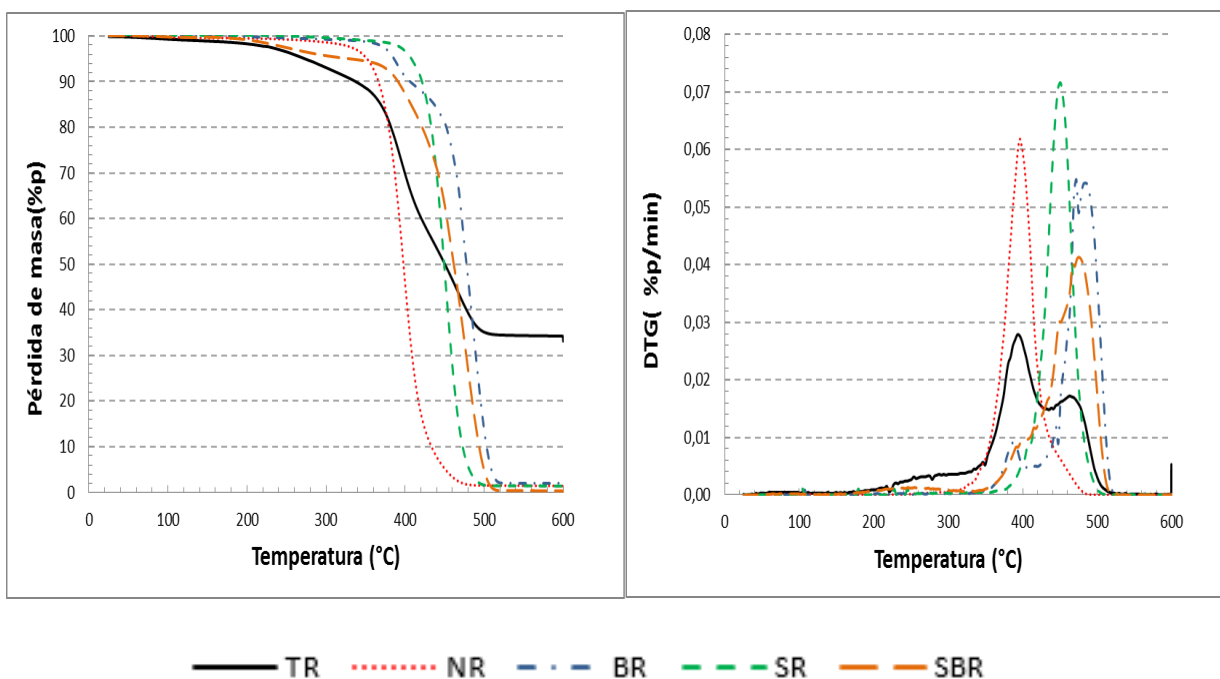 Pérdida de masa(%p)
100
90
80
70
60
50
40
30
20
10
0
0 100 200 300 400 500 600
Temperatura (°C)
DTG( %p/min)
0,08
0,07
0,06
0,05
0,04
0,03
0,02
0,01
0,00
0 100 200 300 400 500 600
Temperatura (°C)
TR NR BR SR SBR